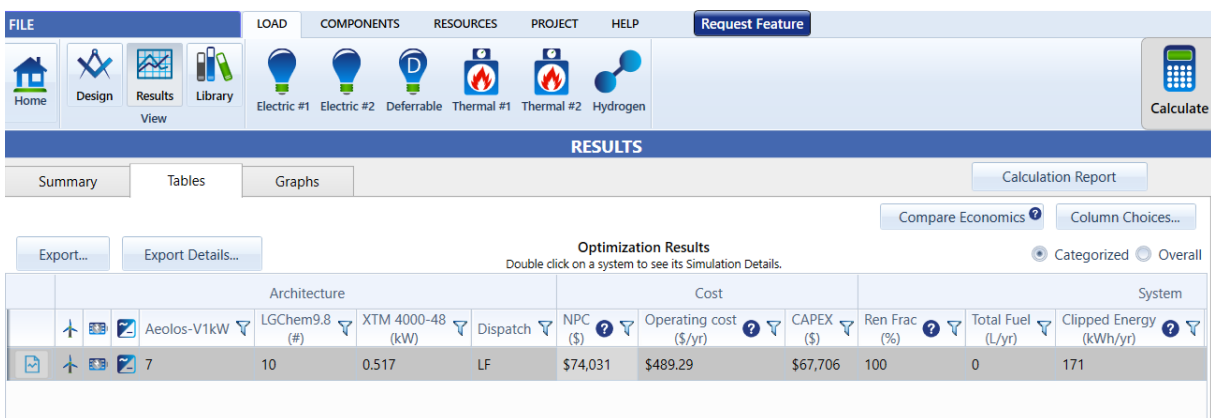 FILE LOAD COMPONENTS RESOURCES PROJECT HELP Request Feature
Home Design Results Library Electric #1 Electric #2 Deferrable Thermal #1 Thermal #2 Hydrogen Calculate
D
View
RESULTS
Summary Tables Graphs Calculation Report
Compare Economics ? Column Choices...
Export... Export Details... Optimization Results Categorized Overall
Double click on a system to see its Simulation Details.
Architecture Cost System
Aeolos-V1kW LGChem9.8 (#) XTM 4000-48 (kW) Dispatch NPC ($) ? Operating cost ($/yr) ? CAPEX ($) Ren Frac (%) ? Total Fuel (L/yr) Clipped Energy (kWh/yr) ?
7 10 0.517 LF $74,031 $489.29 $67,706 100 0 171